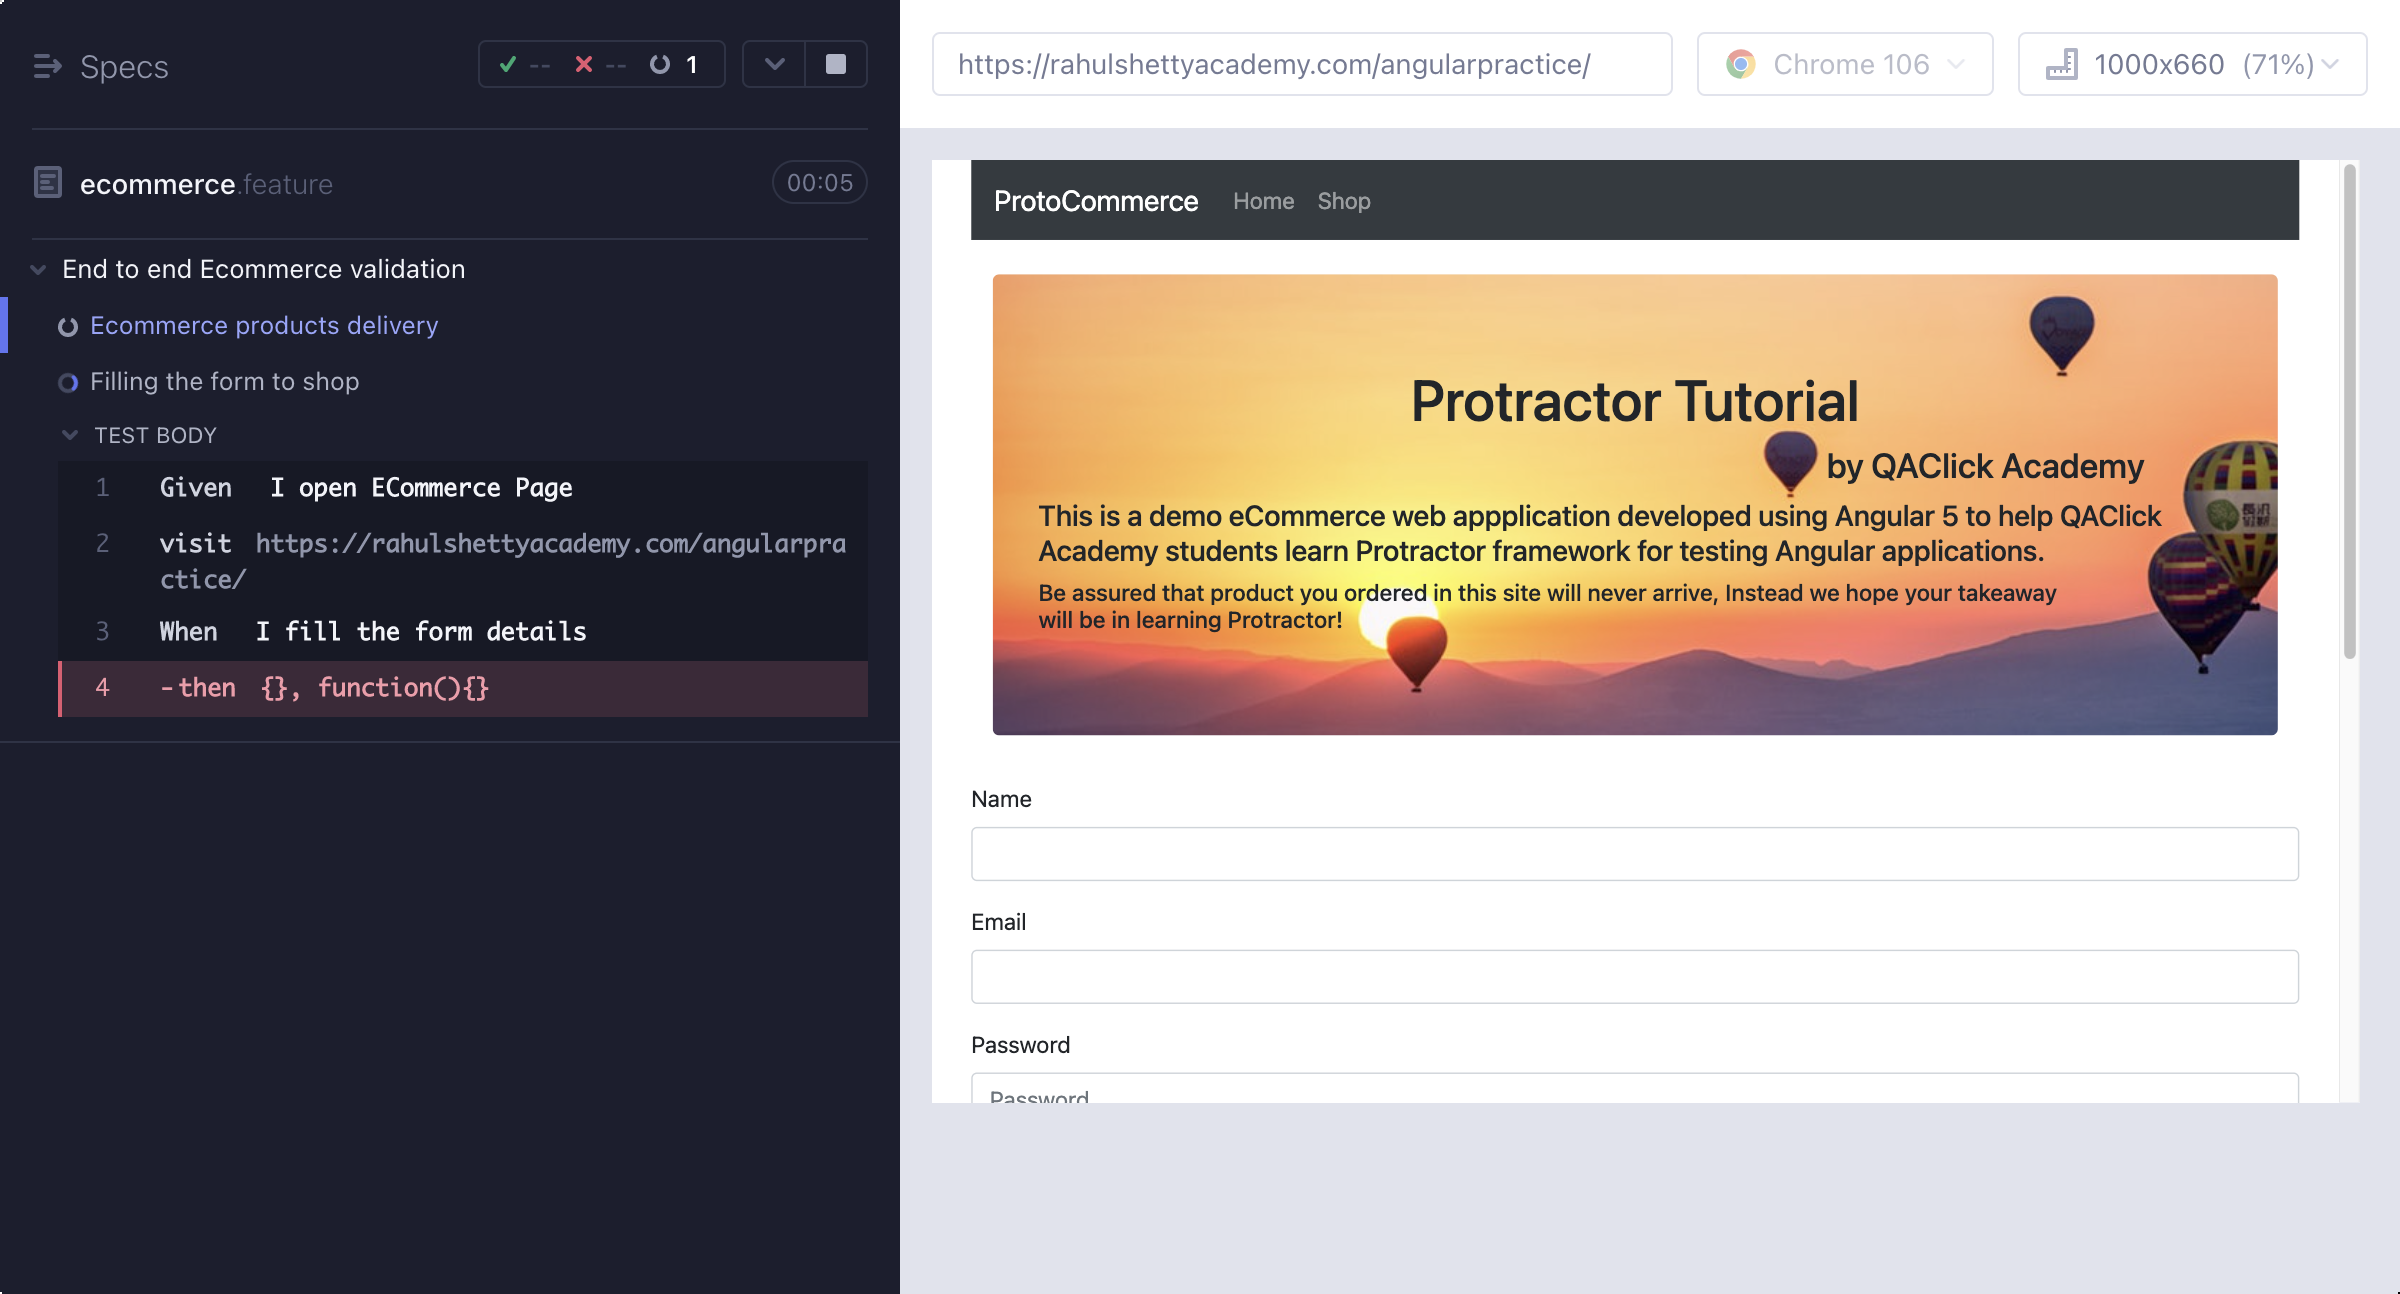 Specs
-- -- 1
ecommerce.feature
00:05
End to end Ecommerce validation
Ecommerce products delivery
Filling the form to shop
TEST BODY
1 Given I open ECommerce Page
2 visit https://rahulshettyacademy.com/angularpra
ctice/
3 When I fill the form details
4 -then {}, function(){}
https://rahulshettyacademy.com/angularpractice/
Chrome 106
1000x660 (71%)
ProtoCommerce Home Shop
Protractor Tutorial
by QAClick Academy
This is a demo eCommerce web appplication developed using Angular 5 to help QAClick
Academy students learn Protractor framework for testing Angular applications.
Be assured that product you ordered in this site will never arrive, Instead we hope your takeaway
will be in learning Protractor!
Name
Email
Password
Password